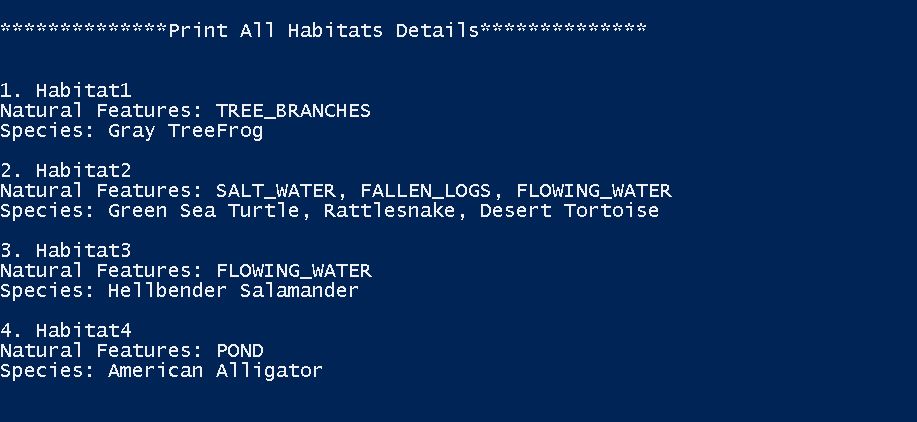 **************Print All Habitats Details**************
1. Habitat1
Natural Features: TREE_BRANCHES
Species: Gray TreeFrog
2. Habitat2
Natural Features: SALT_WATER, FALLEN_LOGS, FLOWING_WATER
Species: Green Sea Turtle, Rattlesnake, Desert Tortoise
3. Habitat3
Natural Features: FLOWING_WATER
Species: Hellbender Salamander
4. Habitat4
Natural Features: POND
Species: American Alligator